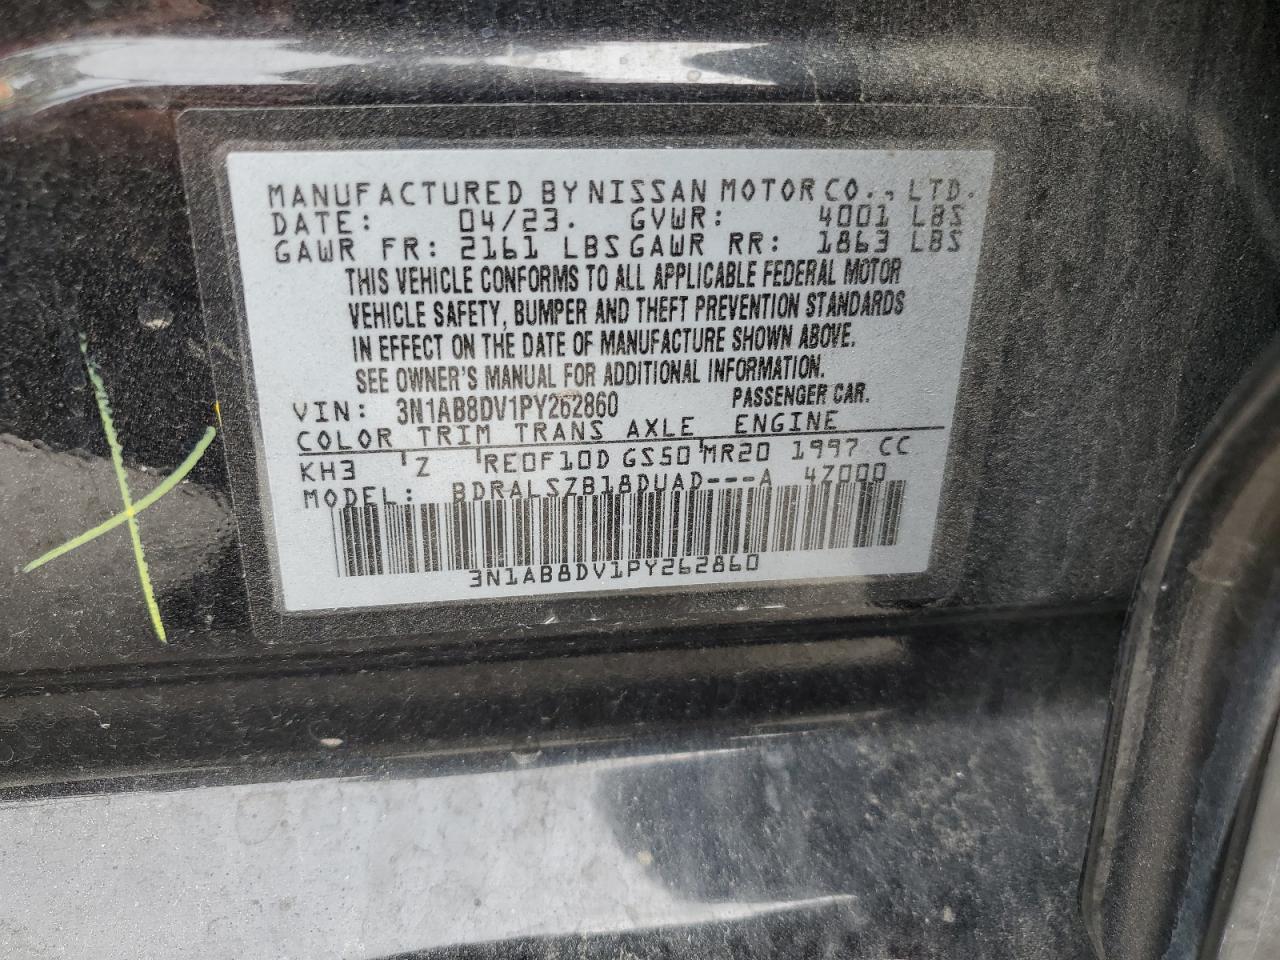 MANUFACTURED BY NISSAN MOTOR CO., LTD.
DATE: 04/23. GVWR: 4001 LBS
GAWR FR: 2161 LBS GAWR RR: 1863 LBS
THIS VEHICLE CONFORMS TO ALL APPLICABLE FEDERAL MOTOR
VEHICLE SAFETY, BUMPER AND THEFT PREVENTION STANDARDS
IN EFFECT ON THE DATE OF MANUFACTURE SHOWN ABOVE.
SEE OWNER'S MANUAL FOR ADDITIONAL INFORMATION.
VIN: 3N1AB8DV1PY262860 PASSENGER CAR.
COLOR TRIM TRANS AXLE ENGINE
KH3 Z RE0F10D GS50 MR20 1997 CC
MODEL: BDRALSZB18DUAD---A 4Z000
3N1AB8DV1PY262860